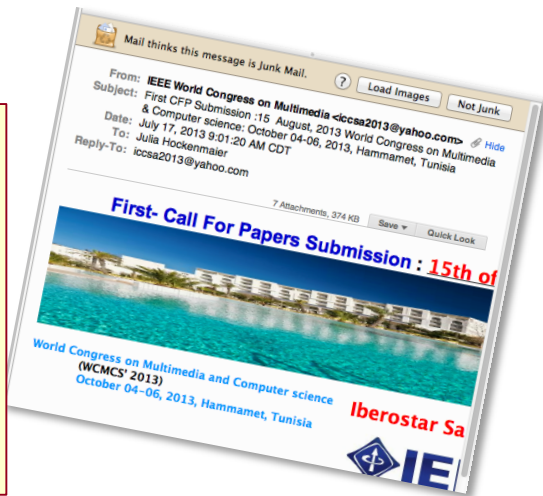 Mail thinks this message is Junk Mail.
? Load Images Not Junk
From: IEEE World Congress on Multimedia <iccsa2013@yahoo.com> Hide
Subject: First CFP Submission :15 August, 2013 World Congress on Multimedia
& Computer science: October 04-06, 2013, Hammamet, Tunisia
Date: July 17, 2013 9:01:20 AM CDT
To: Julia Hockenmaier
Reply-To: iccsa2013@yahoo.com
7 Attachments, 374 KB Save Quick Look
First- Call For Papers Submission : 15th of
World Congress on Multimedia and Computer science
(WCMCS' 2013)
October 04-06, 2013, Hammamet, Tunisia
Iberostar Sa
IE